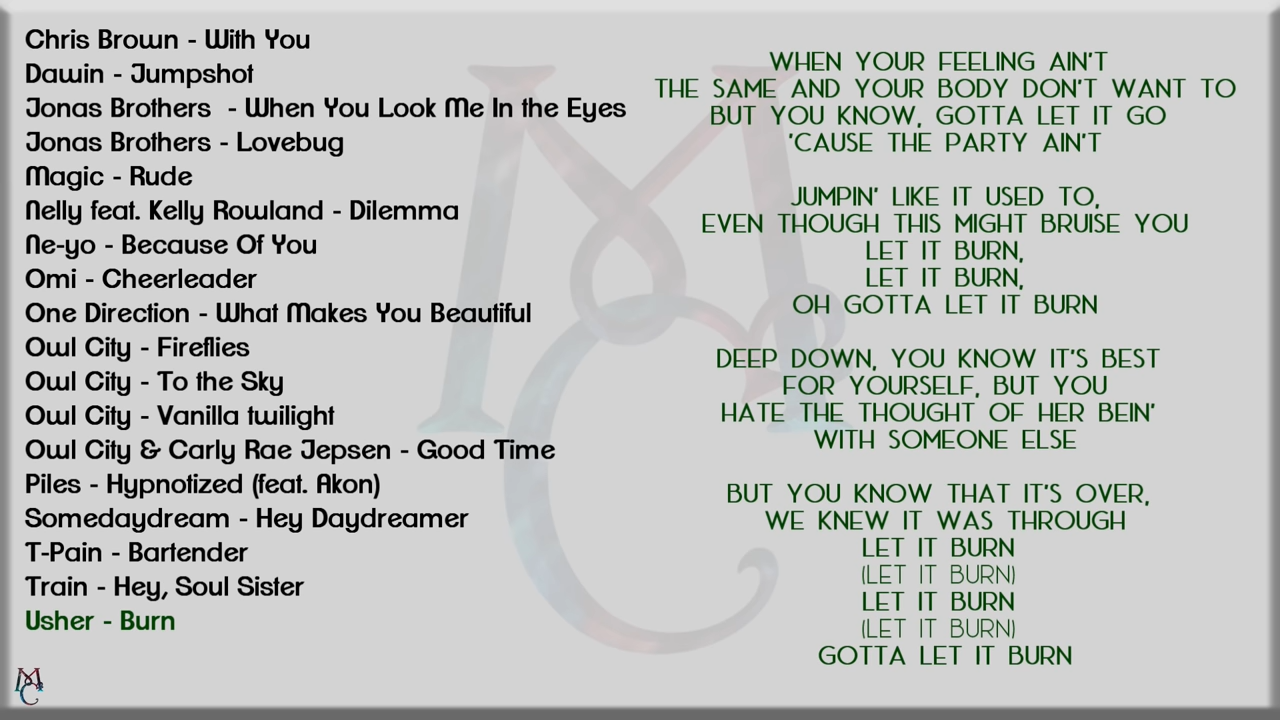 Chris Brown - With You
Dawin - Jumpshot
Jonas Brothers  - When You Look Me In the Eyes
Jonas Brothers - Lovebug
Magic - Rude
Nelly feat. Kelly Rowland - Dilemma
Ne-yo - Because Of You
Omi - Cheerleader
One Direction - What Makes You Beautiful
Owl City - Fireflies
Owl City - To the Sky
Owl City - Vanilla twilight
Owl City & Carly Rae Jepsen - Good Time
Piles - Hypnotized (feat. Akon)
Somedaydream - Hey Daydreamer
T-Pain - Bartender
Train - Hey, Soul Sister
Usher - Burn
WHEN YOUR FEELING AIN'T
THE SAME AND YOUR BODY DON'T WANT TO
BUT YOU KNOW, GOTTA LET IT GO
'CAUSE THE PARTY AIN'T
JUMPIN' LIKE IT USED TO,
EVEN THOUGH THIS MIGHT BRUISE YOU
LET IT BURN,
LET IT BURN,
OH GOTTA LET IT BURN
DEEP DOWN, YOU KNOW IT'S BEST
FOR YOURSELF, BUT YOU
HATE THE THOUGHT OF HER BEIN'
WITH SOMEONE ELSE
BUT YOU KNOW THAT IT'S OVER,
WE KNEW IT WAS THROUGH
LET IT BURN
(LET IT BURN)
LET IT BURN
(LET IT BURN)
GOTTA LET IT BURN
MC
MC